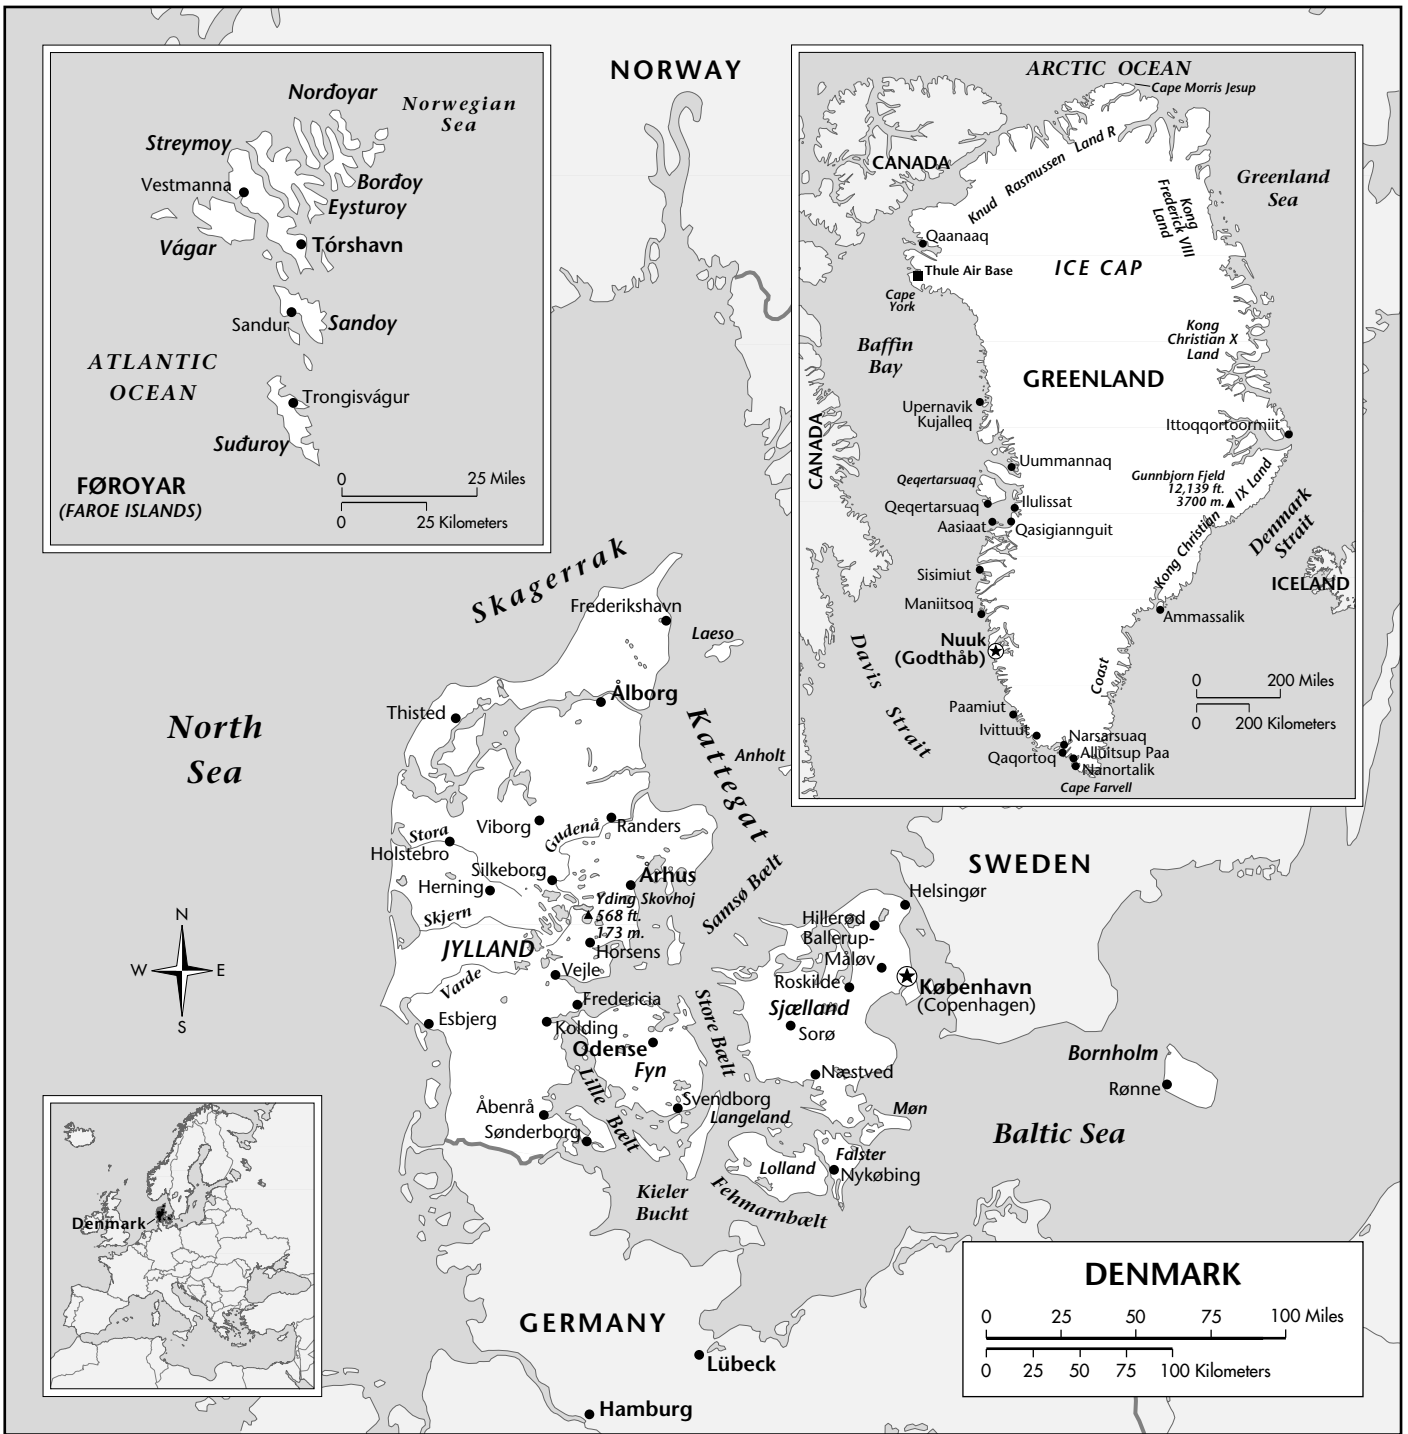 NORWAY
Norðoyar
Norwegian
Sea
Streymoy
Vestmanna
Borđoy
Eysturoy
Vágar
Tórshavn
Sandur
Sandoy
ATLANTIC
OCEAN
Trongisvágur
Suđuroy
FØROYAR
(FAROE ISLANDS)
0 25 Miles
0 25 Kilometers
ARCTIC OCEAN
Cape Morris Jesup
CANADA
Knud Rasmussen Land R
Kong
Frederick VIII
Land
Greenland
Sea
Qaanaaq
Thule Air Base
ICE CAP
Cape
York
Baffin
Bay
Kong
Christian X
Land
GREENLAND
Upernavik
Kujalleq
Ittoqqortoormiit
CANADA
Uummannaq
Qeqertarsuaq
Gunnbjorn Fjeld
12,139 ft.
3700 m.
Qeqertarsuaq
Ilulissat
Aasiaat
Qasigiannguit
Kong Christian IX Land
Denmark
Strait
Sisimiut
ICELAND
Maniitsoq
Ammassalik
Nuuk
(Godthåb)
Davis Strait
Coast
0 200 Miles
0 200 Kilometers
Paamiut
Ivittuut
Narsarsuaq
Qaqortoq
Alluitsup Paa
Nanortalik
Cape Farvell
Skagerrak
Frederikshavn
Laeso
Ålborg
Thisted
North
Sea
Kattegat
Anholt
Viborg
Gudenå
Randers
Stora
Holstebro
Silkeborg
Århus
Herning
Yding Skovhoj
568 ft.
173 m.
Skjern
Samsø Bælt
SWEDEN
Helsingør
Hillerød
Ballerup-
Måløv
JYLLAND
Horsens
Vejle
Varde
Roskilde
København
(Copenhagen)
Fredericia
Sjælland
Esbjerg
Kolding
Sorø
Odense
Fyn
Store Bælt
Lille Bælt
Næstved
Bornholm
Rønne
Åbenrå
Svendborg
Langeland
Sønderborg
Møn
Baltic Sea
Falster
Lolland
Nykøbing
Kieler
Bucht
Fehmarnbælt
N
W E
S
Denmark
GERMANY
Lübeck
Hamburg
DENMARK
0 25 50 75 100 Miles
0 25 50 75 100 Kilometers